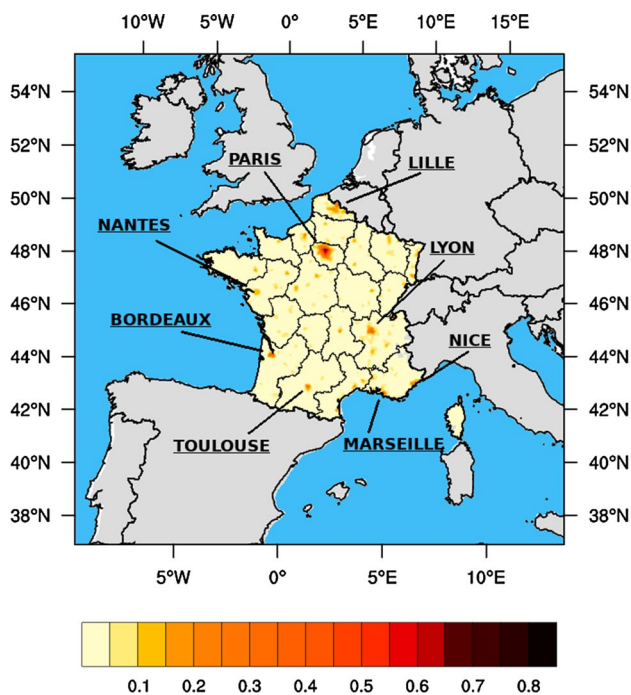 10°W 5°W 0° 5°E 10°E 15°E
54°N 54°N
52°N 52°N
PARIS LILLE
50°N 50°N
NANTES
48°N LYON 48°N
46°N 46°N
BORDEAUX
NICE
44°N 44°N
42°N 42°N
TOULOUSE MARSEILLE
40°N 40°N
38°N 38°N
5°W 0° 5°E 10°E
0.1 0.2 0.3 0.4 0.5 0.6 0.7 0.8